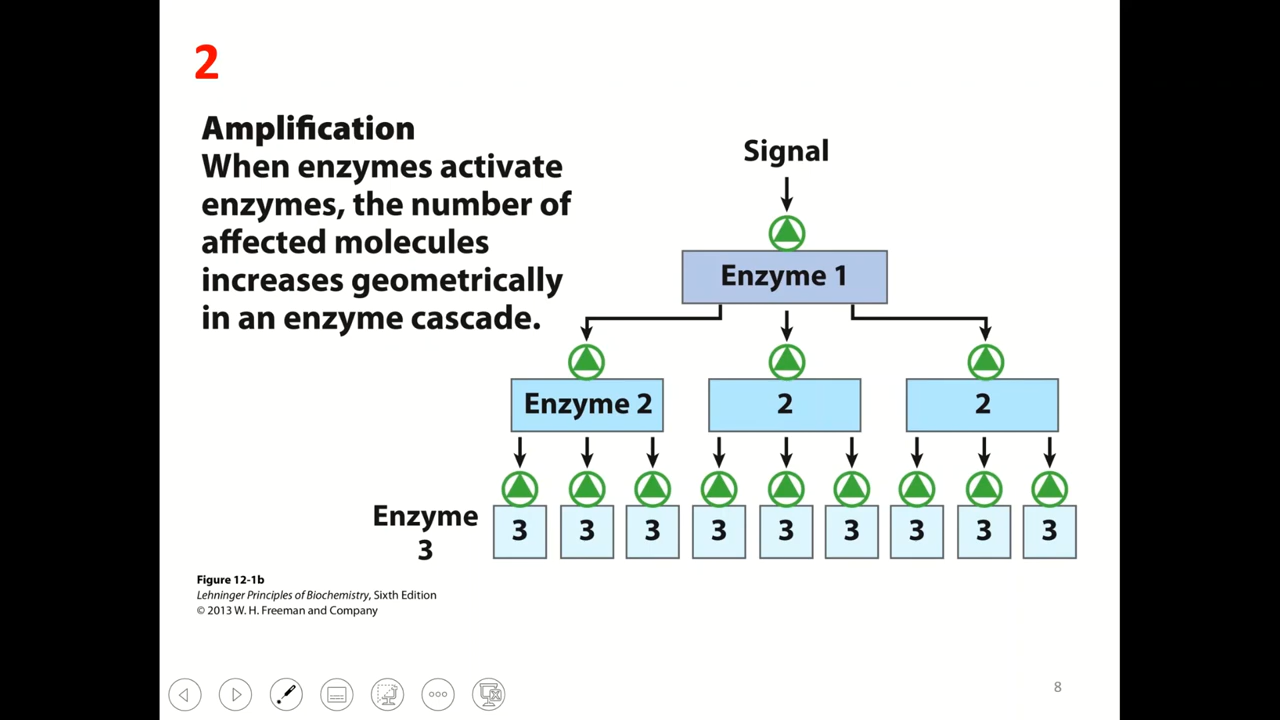 2
Amplification
When enzymes activate
enzymes, the number of
affected molecules
increases geometrically
in an enzyme cascade.
Signal
Enzyme 1
Enzyme 2
2
2
Enzyme
3
3
3
3
3
3
3
3
3
3
Figure 12-1b
Lehninger Principles of Biochemistry, Sixth Edition
© 2013 W. H. Freeman and Company
8